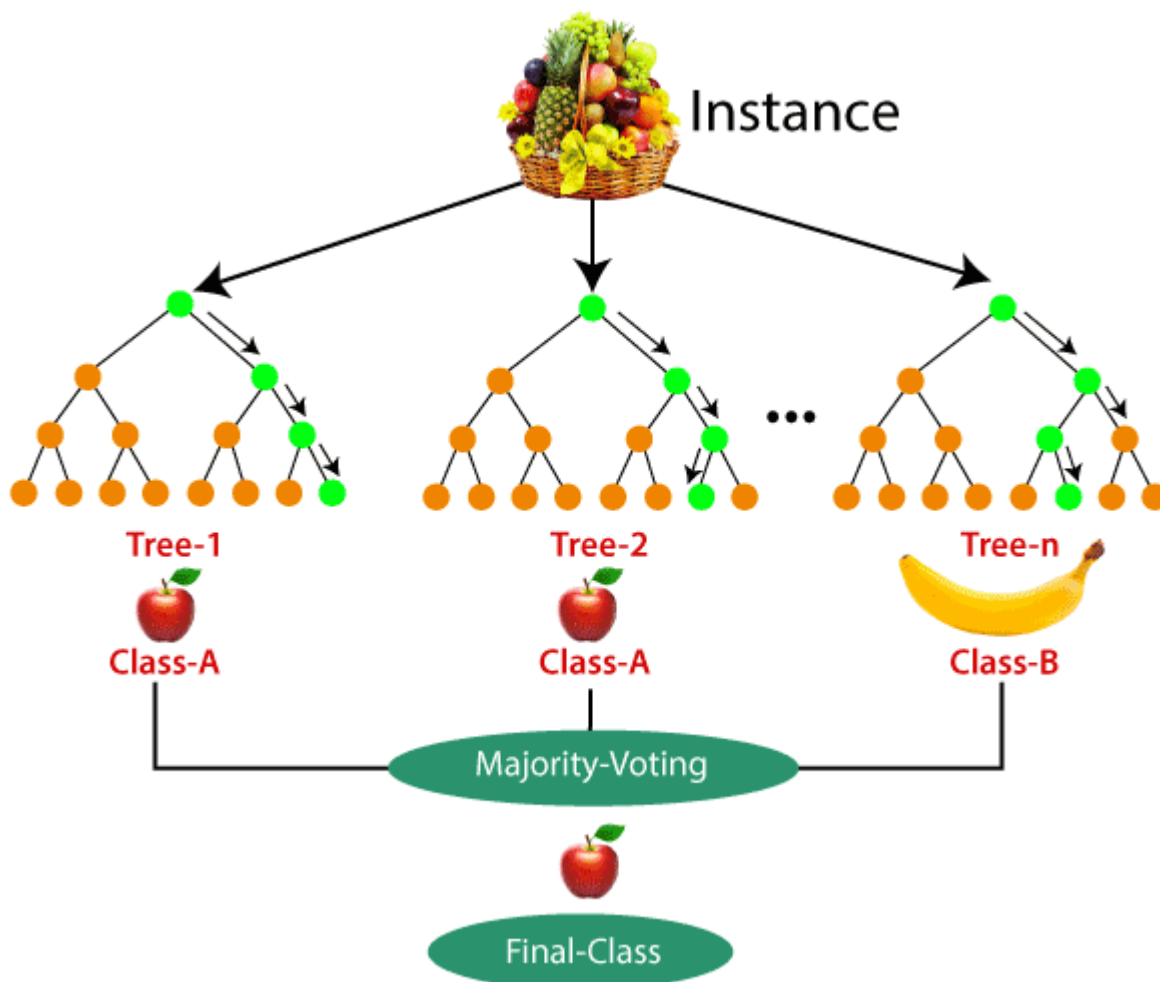 Instance
Tree-1
Tree-2
Tree-n
Class-A
Class-A
Class-B
Majority-Voting
Final-Class